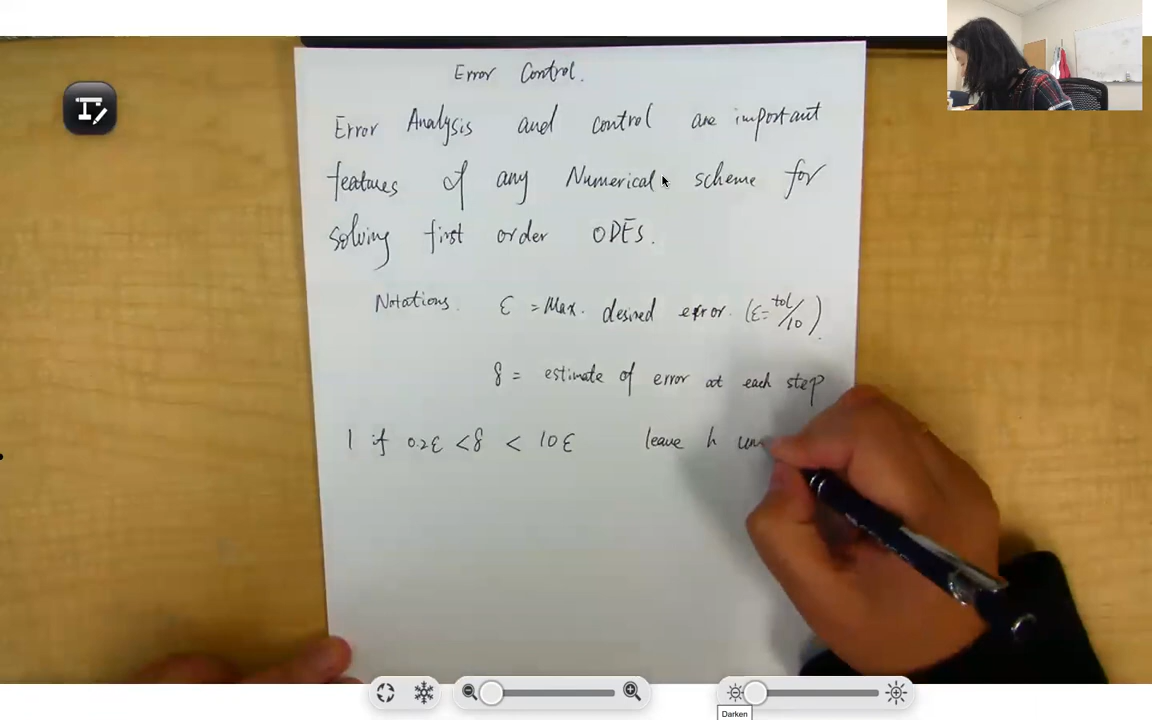 Error Control.
Error Analysis and control are important
features of any Numerical scheme for
solving first order ODEs.
Notations. ε = Max. desired error. (ε = tol/10).
δ = estimate of error at each step
1 if 0.2ε < δ < 10ε leave h un
Darken